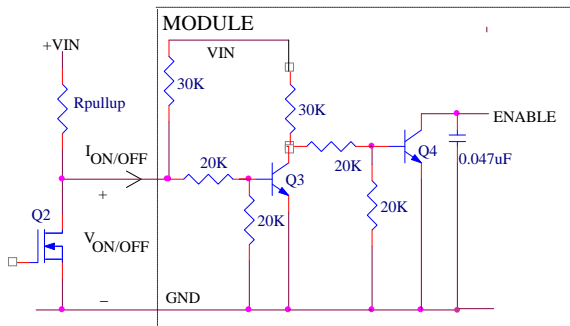 MODULE
+VIN
VIN
Rpullup
30K
30K
ENABLE
I ON/OFF
20K
Q3
20K
Q4
0.047uF
+
20K
20K
Q2
V ON/OFF
–
GND